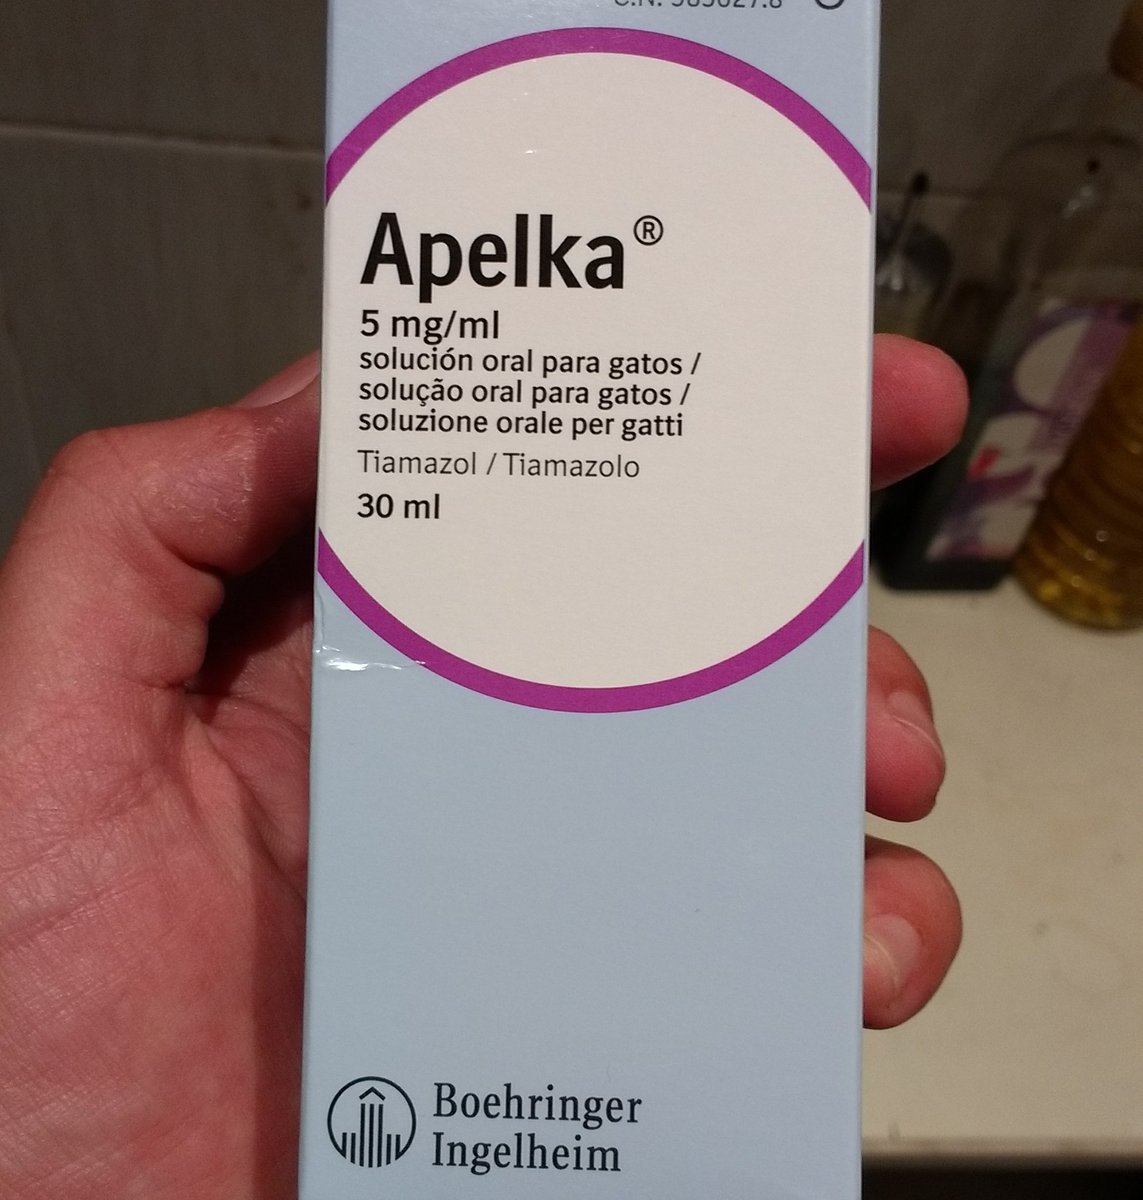 Apelka®
5 mg/ml
solución oral para gatos /
solução oral para gatos /
soluzione orale per gatti
Tiamazol / Tiamazolo
30 ml
Boehringer
Ingelheim